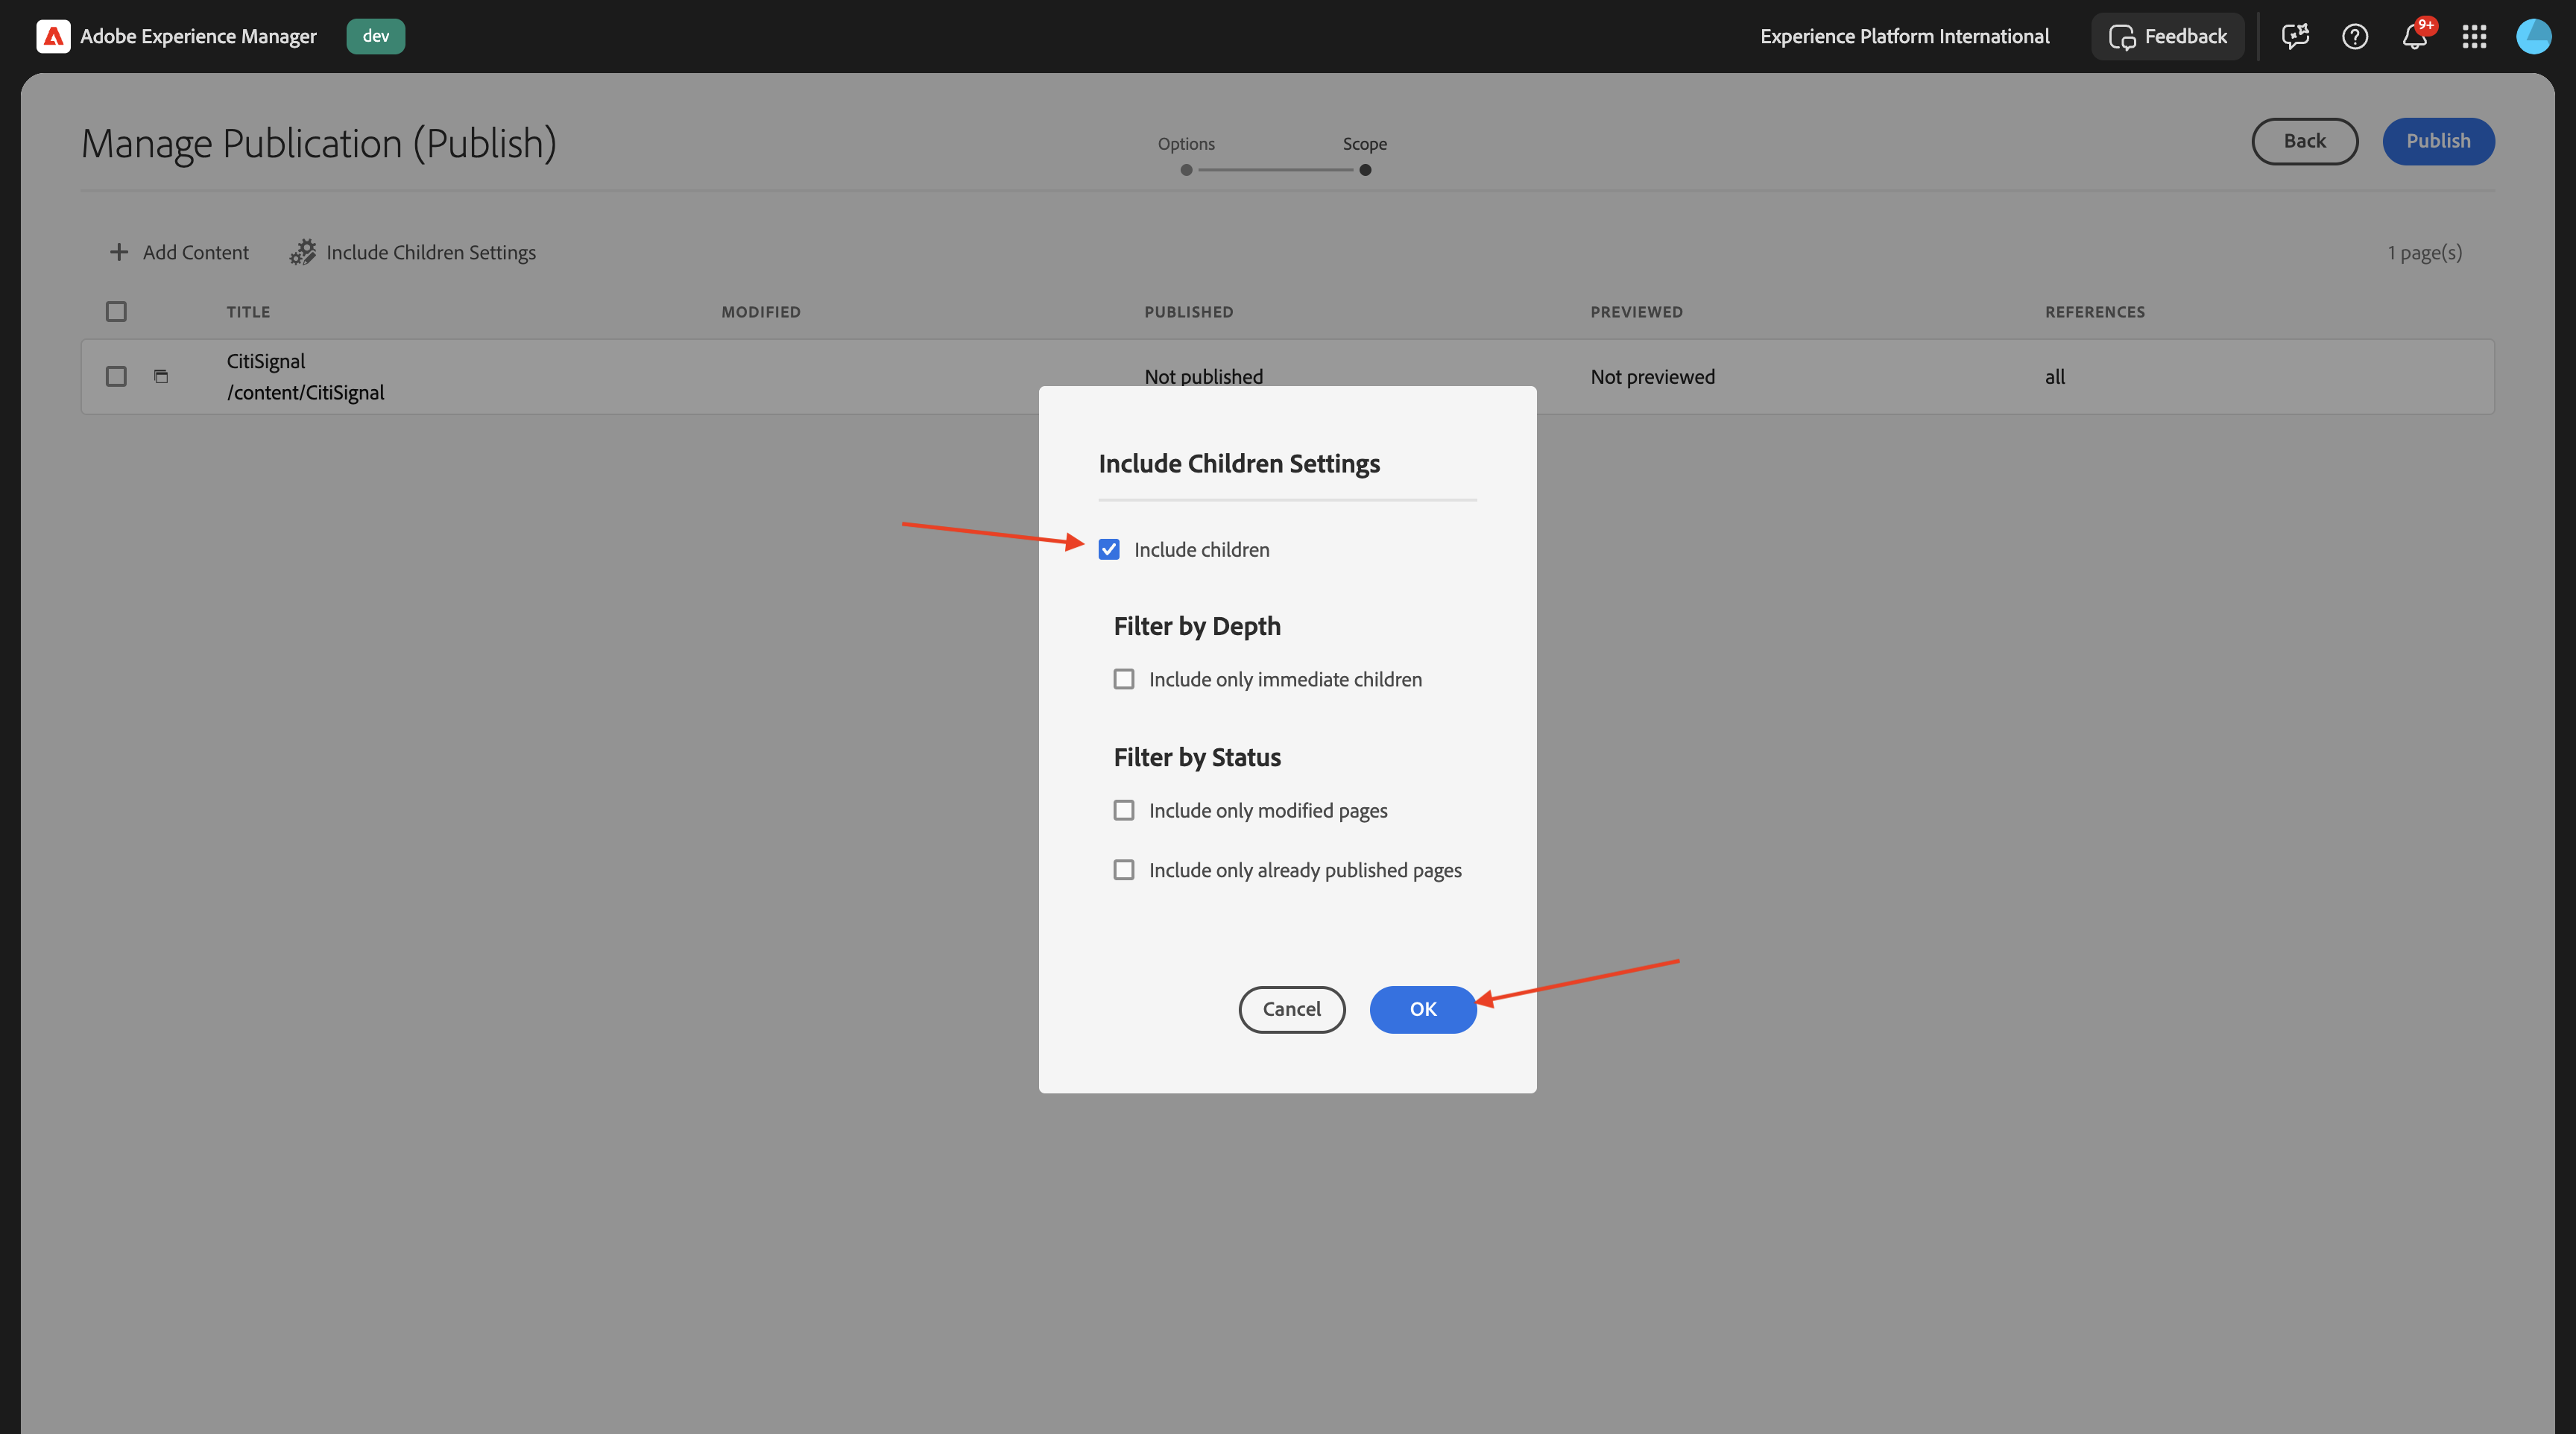 Adobe Experience Manager
dev
Experience Platform International
Feedback
9+
Manage Publication (Publish)
Options
Scope
Back
Publish
Add Content
Include Children Settings
1 page(s)
TITLE
MODIFIED
PUBLISHED
PREVIEWED
REFERENCES
CitiSignal
/content/CitiSignal
Not published
Not previewed
all
Include Children Settings
Include children
Filter by Depth
Include only immediate children
Filter by Status
Include only modified pages
Include only already published pages
Cancel
OK